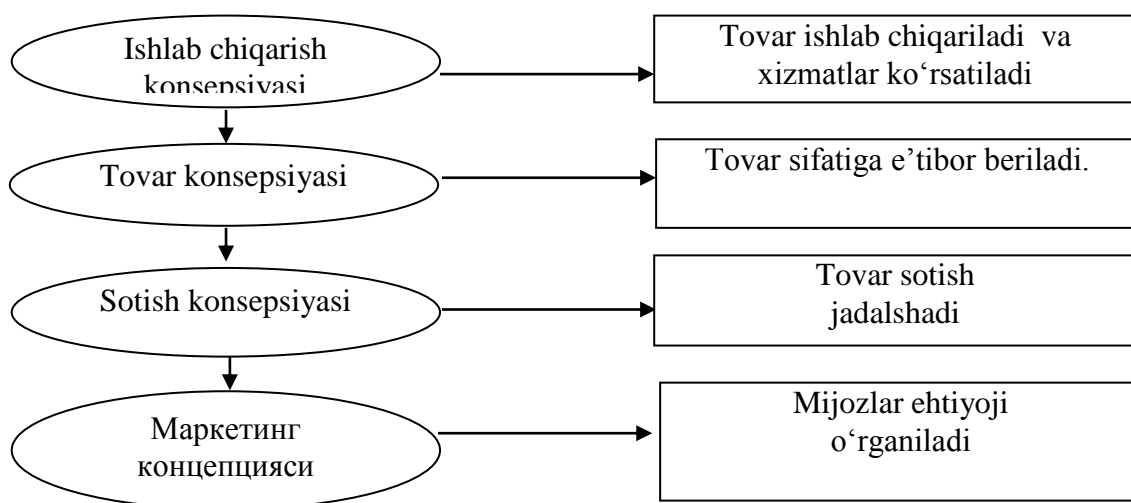 Ishlab chiqarish
konsepsiyasi
Tovar ishlab chiqariladi va
xizmatlar ko‘rsatiladi
Tovar konsepsiyasi
Tovar sifatiga e’tibor beriladi.
Sotish konsepsiyasi
Tovar sotish
jadalshadi
Маркетинг
концепцияси
Mijozlar ehtiyoji
o‘rganiladi